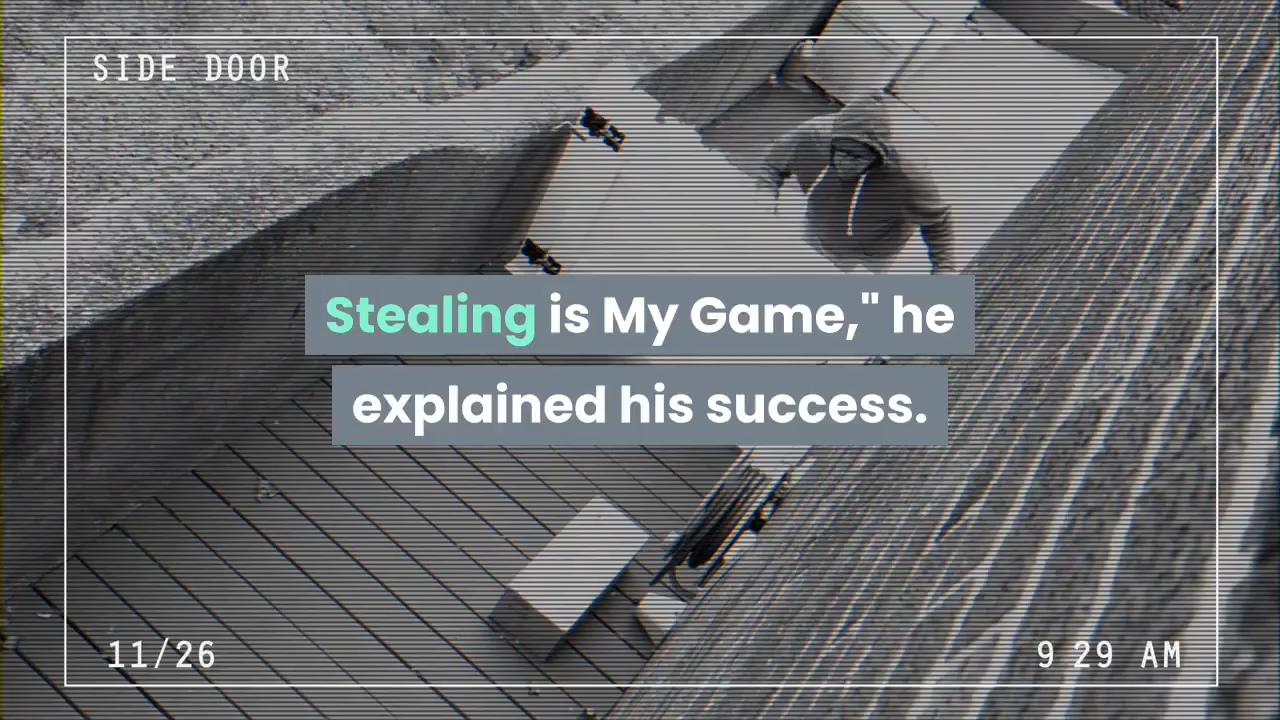 SIDE DOOR
Stealing is My Game," he
explained his success.
11/26
9 29 AM